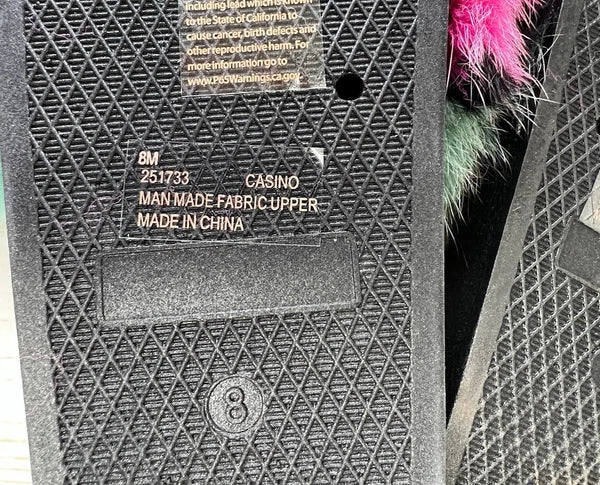 including lead which is known
to the State of California to
cause cancer, birth defects and
other reproductive harm. For
more information go to
www.P65Warnings.ca.gov
8M
251733 CASINO
MAN MADE FABRIC UPPER
MADE IN CHINA
8